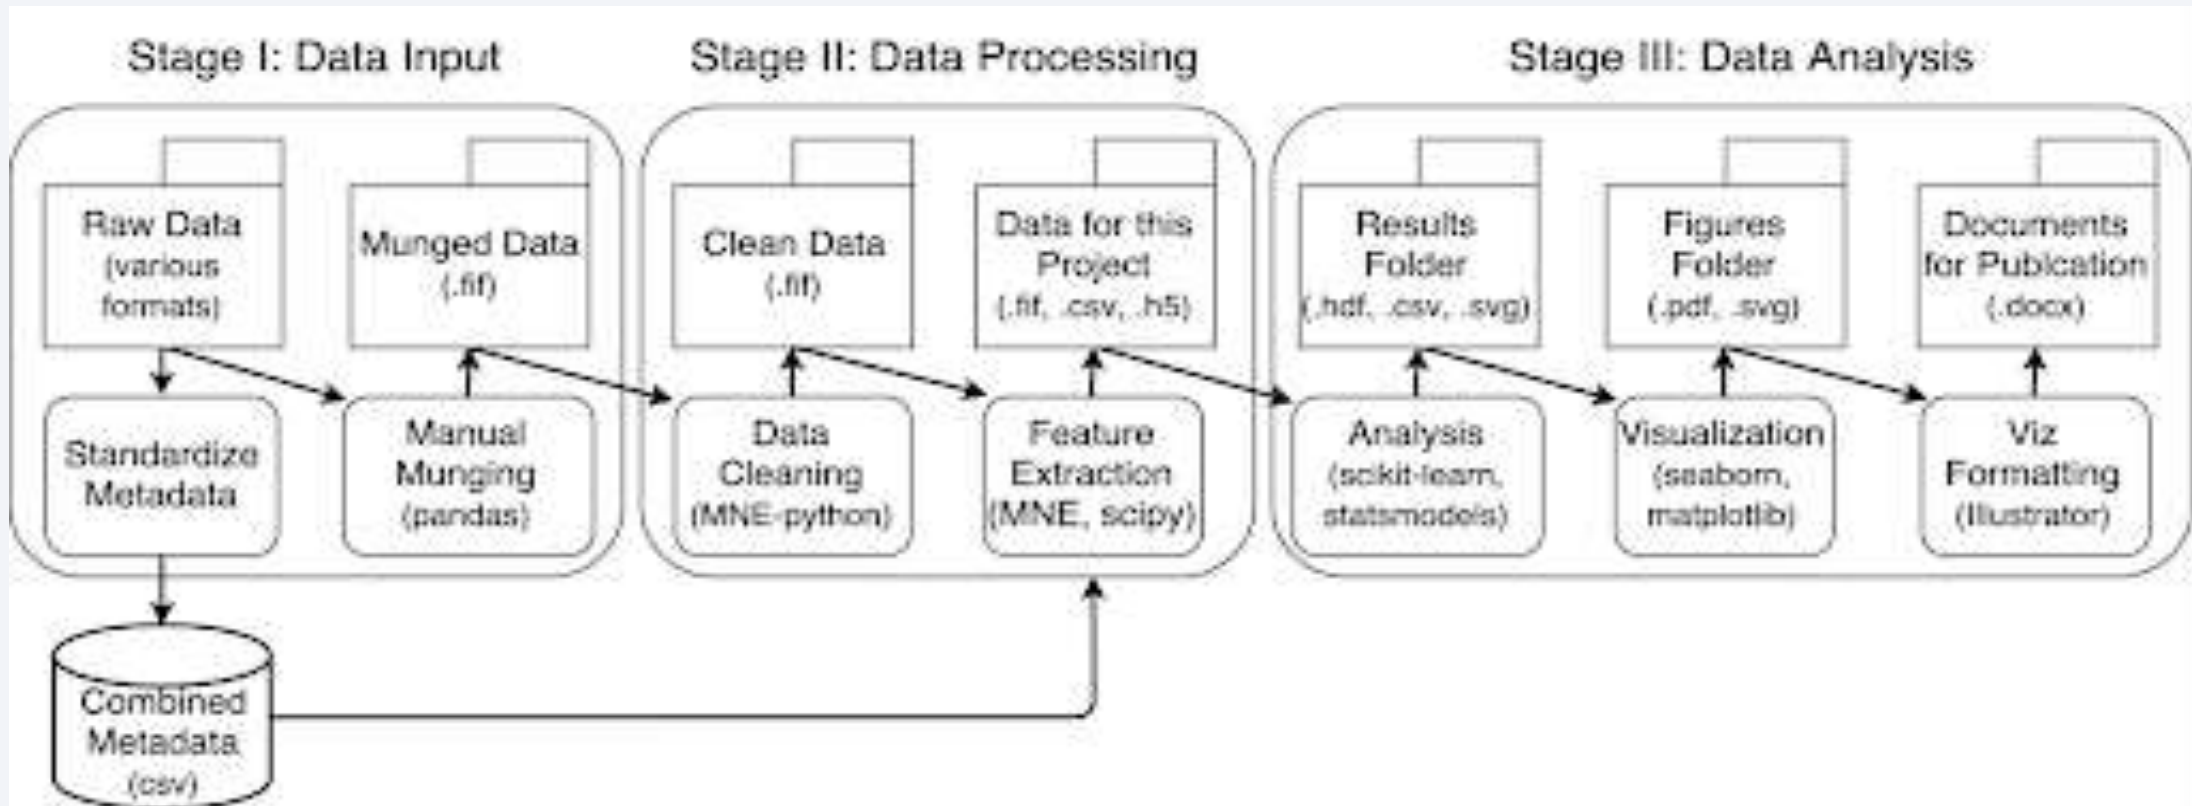 Stage I: Data Input
Stage II: Data Processing
Stage III: Data Analysis
Raw Data
(various
formats)
Munged Data
(.fif)
Clean Data
(.fif)
Data for this
Project
(.fif, .csv, .h5)
Results
Folder
(.hdf, .csv, .svg)
Figures
Folder
(.pdf, .svg)
Documents
for Publcation
(.docx)
Standardize
Metadata
Manual
Munging
(pandas)
Data
Cleaning
(MNE-python)
Feature
Extraction
(MNE, scipy)
Analysis
(scikit-learn,
statsmodels)
Visualization
(seaborn,
matplotlib)
Viz
Formatting
(Illustrator)
Combined
Metadata
(csv)